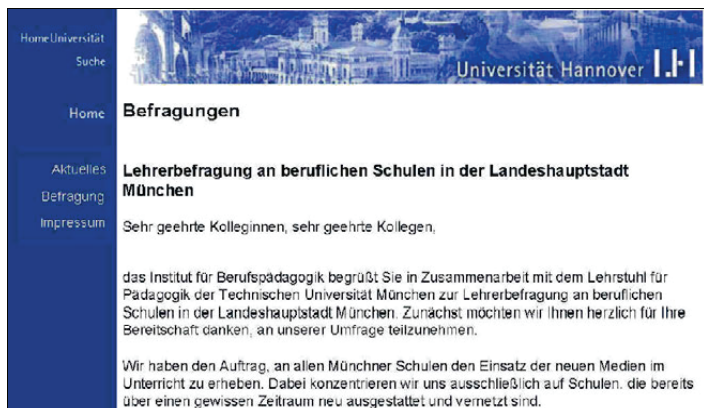 HomeUniversität
Suche
Home
Aktuelles
Befragung
Impressum
Universität Hannover
Befragungen
Lehrerbefragung an beruflichen Schulen in der Landeshauptstadt
München
Sehr geehrte Kolleginnen, sehr geehrte Kollegen,
das Institut für Berufspädagogik begrüßt Sie in Zusammenarbeit mit dem Lehrstuhl für
Pädagogik der Technischen Universität München zur Lehrerbefragung an beruflichen
Schulen in der Landeshauptstadt München. Zunächst möchten wir Ihnen herzlich für Ihre
Bereitschaft danken, an unserer Umfrage teilzunehmen.
Wir haben den Auftrag, an allen Münchner Schulen den Einsatz der neuen Medien im
Unterricht zu erheben. Dabei konzentrieren wir uns ausschließlich auf Schulen, die bereits
über einen gewissen Zeitraum neu ausgestattet und vernetzt sind.